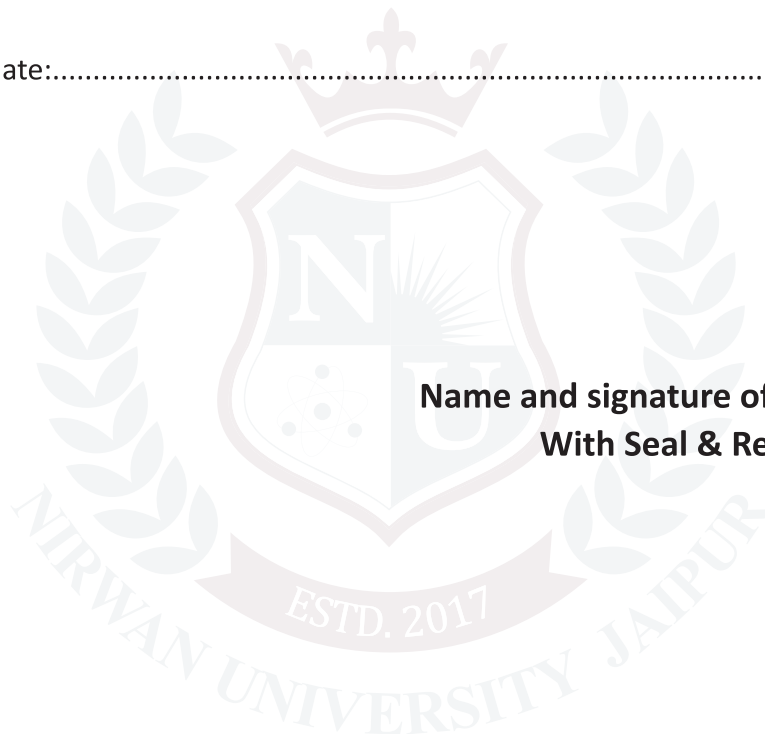 ate:........................................................................................
N
U
Name and signature of
With Seal & Re
ESTD. 2017
NIRWAN UNIVERSITY JAIPUR